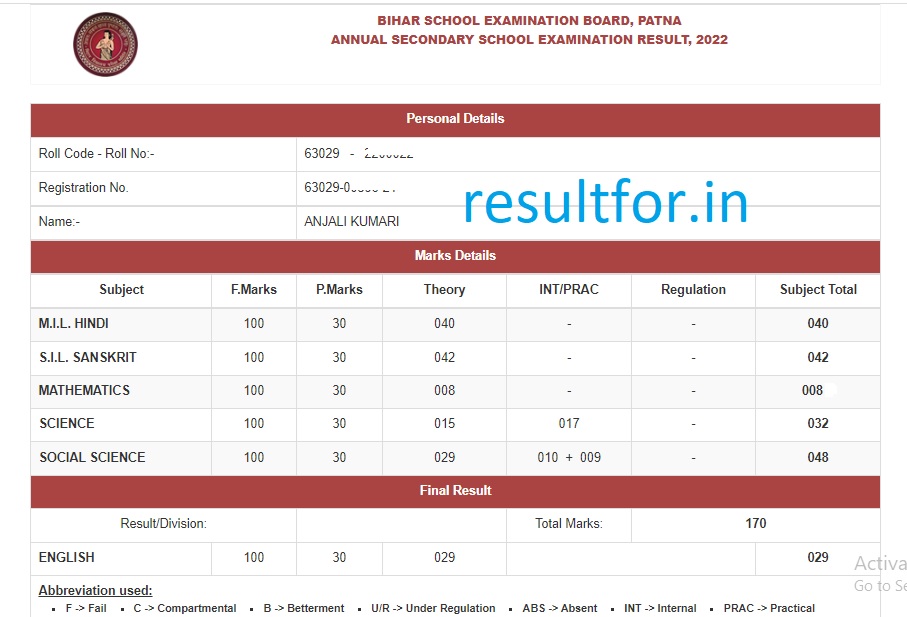 BIHAR SCHOOL EXAMINATION BOARD, PATNA
ANNUAL SECONDARY SCHOOL EXAMINATION RESULT, 2022
Personal Details
Roll Code - Roll No:- 63029 -
Registration No.
Name:- ANJALI KUMARI
resultfor.in
Marks Details
Subject F.Marks P.Marks Theory INT/PRAC Regulation Subject Total
M.I.L. HINDI 100 30 040 - - 040
S.I.L. SANSKRIT 100 30 042 - - 042
MATHEMATICS 100 30 008 - - 008
SCIENCE 100 30 015 017 - 032
SOCIAL SCIENCE 100 30 029 010 + 009 - 048
Final Result
Result/Division: Total Marks: 170
ENGLISH 100 30 029 029
Activa
Go to Se
Abbreviation used:
▪ F -> Fail ▪ C -> Compartmental ▪ B -> Betterment ▪ U/R -> Under Regulation ▪ ABS -> Absent ▪ INT -> Internal ▪ PRAC -> Practical